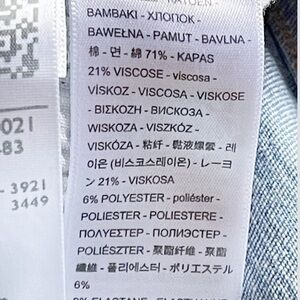 BAMBAKI - ХЛОПОК -
BAWEŁNA - PAMUT - BAVLNA -
棉 - 면 - 綿 71% - KAPAS
21% VISCOSE - viscosa -
VÍSKOZ - VISCOSA - VISKOSE
- ΒΙΣΚΟΖΗ - ВИСКОЗА -
WISKOZA - VISZKÓZ -
VISKÓZA - 粘纤 - 黏液嫘縈 - 레
이온 (비스코스레이온) - レーヨ
ン 21% - VISKOSA
6% POLYESTER - poliéster -
POLIESTER - POLIESTERE -
ΠΟΛΥΕΣΤΕΡ - ПОЛИЭСТЕР -
POLIÉSZTER - 聚酯纤维 - 聚酯
纖維 - 폴리에스터 - ポリエステル
6%
021
483
- 3921
3449